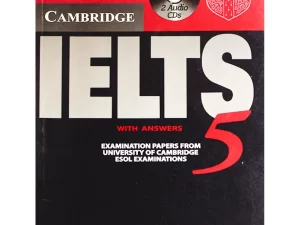 2 Audio
CDs
CAMBRIDGE
IELTS
WITH ANSWERS
5
EXAMINATION PAPERS FROM
UNIVERSITY OF CAMBRIDGE
ESOL EXAMINATIONS